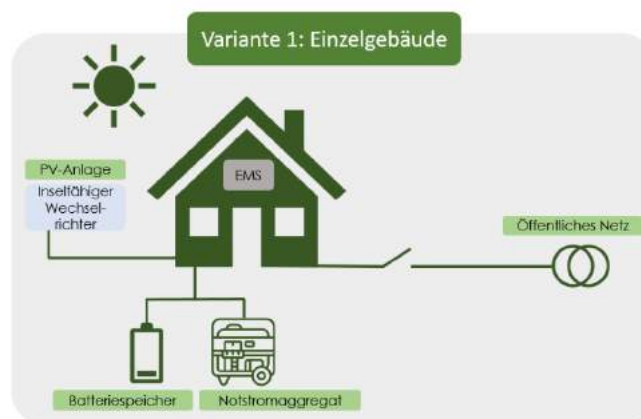 Variante 1: Einzelgebäude
PV-Anlage
Inselfähiger
Wechsel-
richter
EMS
Öffentliches Netz
Batteriespeicher
Notstromaggregat